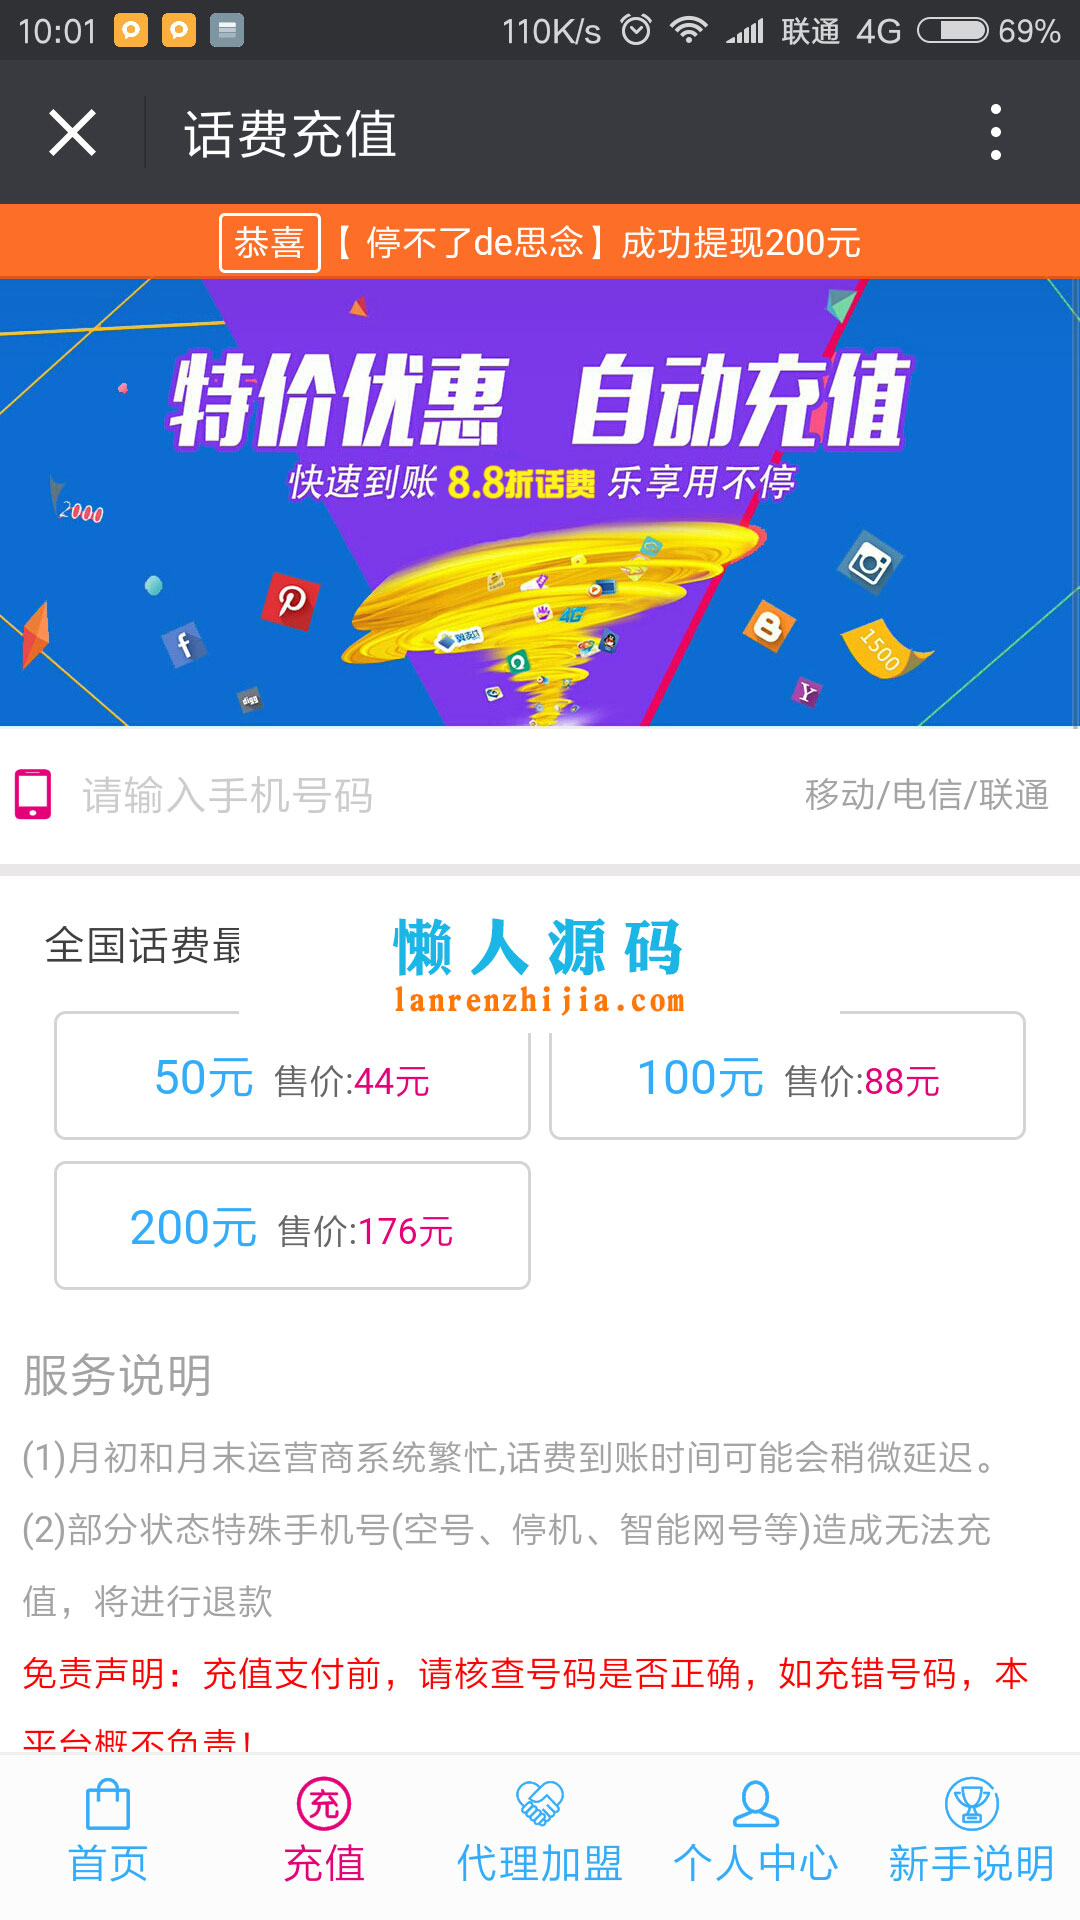 10:01 110K/s 联通 4G 69%
话费充值
恭喜 【 停不了de思念】成功提现200元
特价优惠 自动充值
快速到账 8.8折话费 乐享用不停
2000
4G
digg
1500
请输入手机号码 移动/电信/联通
全国话费最
懒人源码
lanrenzhijia.com
50元 售价:44元 100元 售价:88元
200元 售价:176元
服务说明
(1)月初和月末运营商系统繁忙,话费到账时间可能会稍微延迟。
(2)部分状态特殊手机号(空号、停机、智能网号等)造成无法充
值，将进行退款
免责声明：充值支付前，请核查号码是否正确，如充错号码，本
平台概不负责！
充
首页 充值 代理加盟 个人中心 新手说明